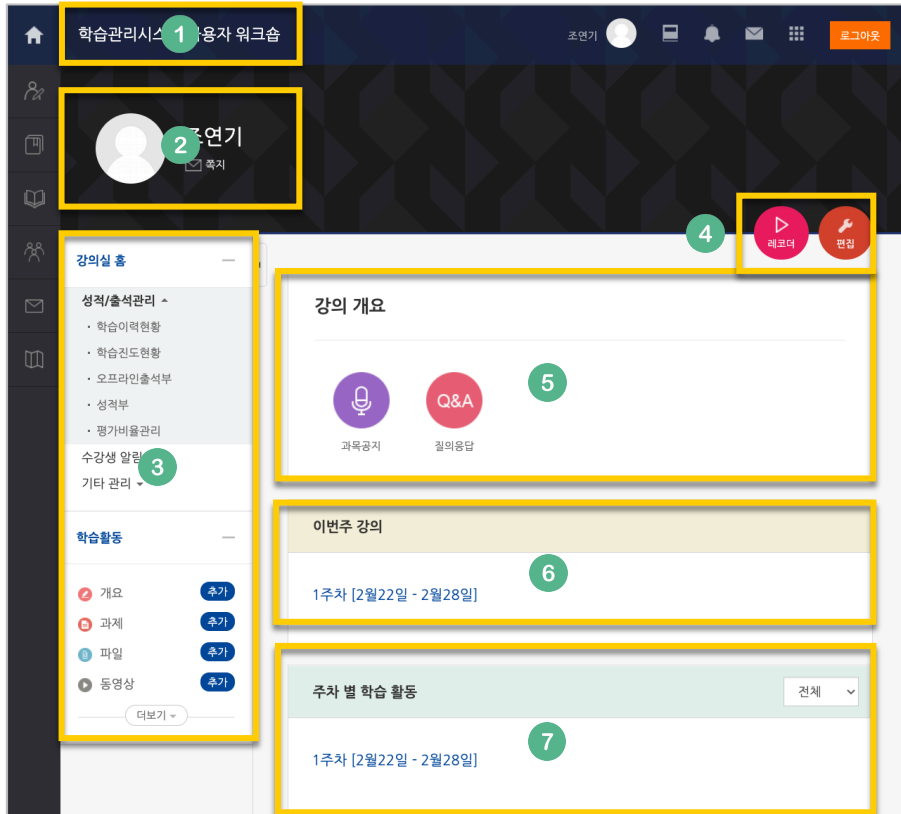 학습관리시스 1 용자 워크숍
조연기
로그아웃
2 조연기
쪽지
4
레코더
편집
강의실 홈
성적/출석관리
· 학습이력현황
· 학습진도현황
· 오프라인출석부
· 성적부
· 평가비율관리
수강생 알림
3
기타 관리
학습활동
개요 추가
과제 추가
파일 추가
동영상 추가
더보기
강의 개요
5
Q&A
과목공지
질의응답
이번주 강의
6
1주차 [2월22일 - 2월28일]
주차 별 학습 활동
전체
7
1주차 [2월22일 - 2월28일]